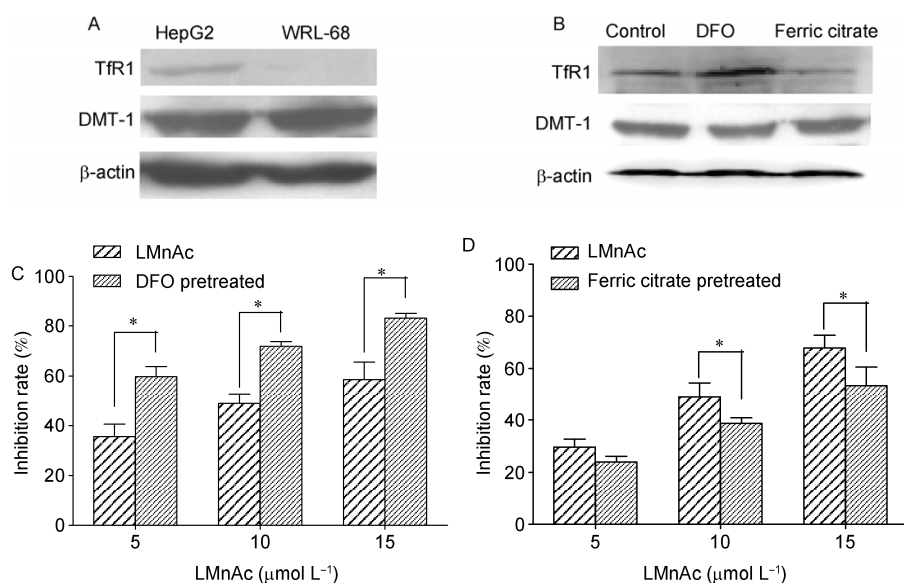 A
HepG2 WRL-68
TfR1
DMT-1
β-actin
B
Control DFO Ferric citrate
TfR1
DMT-1
β-actin
C
LMnAc
DFO pretreated
Inhibition rate (%)
100
80
60
40
20
0
* * *
5 10 15
LMnAc (μmol L⁻¹)
D
LMnAc
Ferric citrate pretreated
Inhibition rate (%)
100
80
60
40
20
0
* *
5 10 15
LMnAc (μmol L⁻¹)